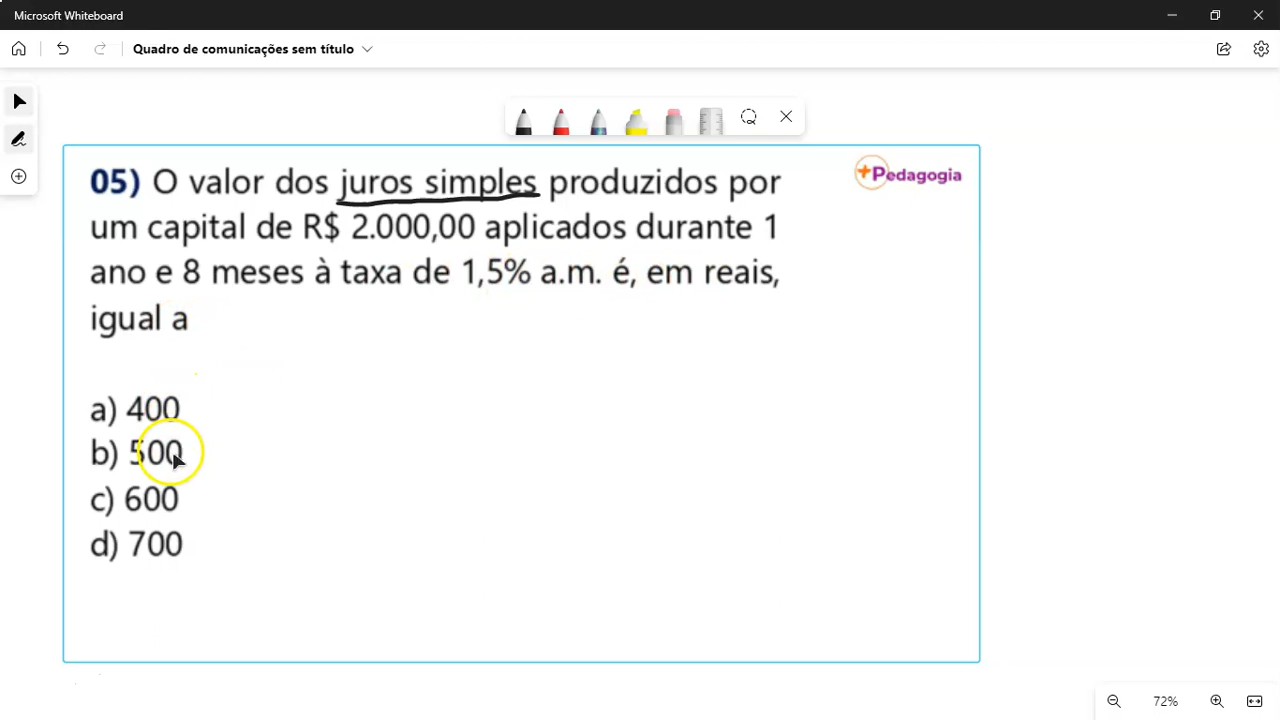 Microsoft Whiteboard
Quadro de comunicações sem título
05) O valor dos juros simples produzidos por
um capital de R$ 2.000,00 aplicados durante 1
ano e 8 meses à taxa de 1,5% a.m. é, em reais,
igual a
+Pedagogia
a) 400
b) 500
c) 600
d) 700
72%